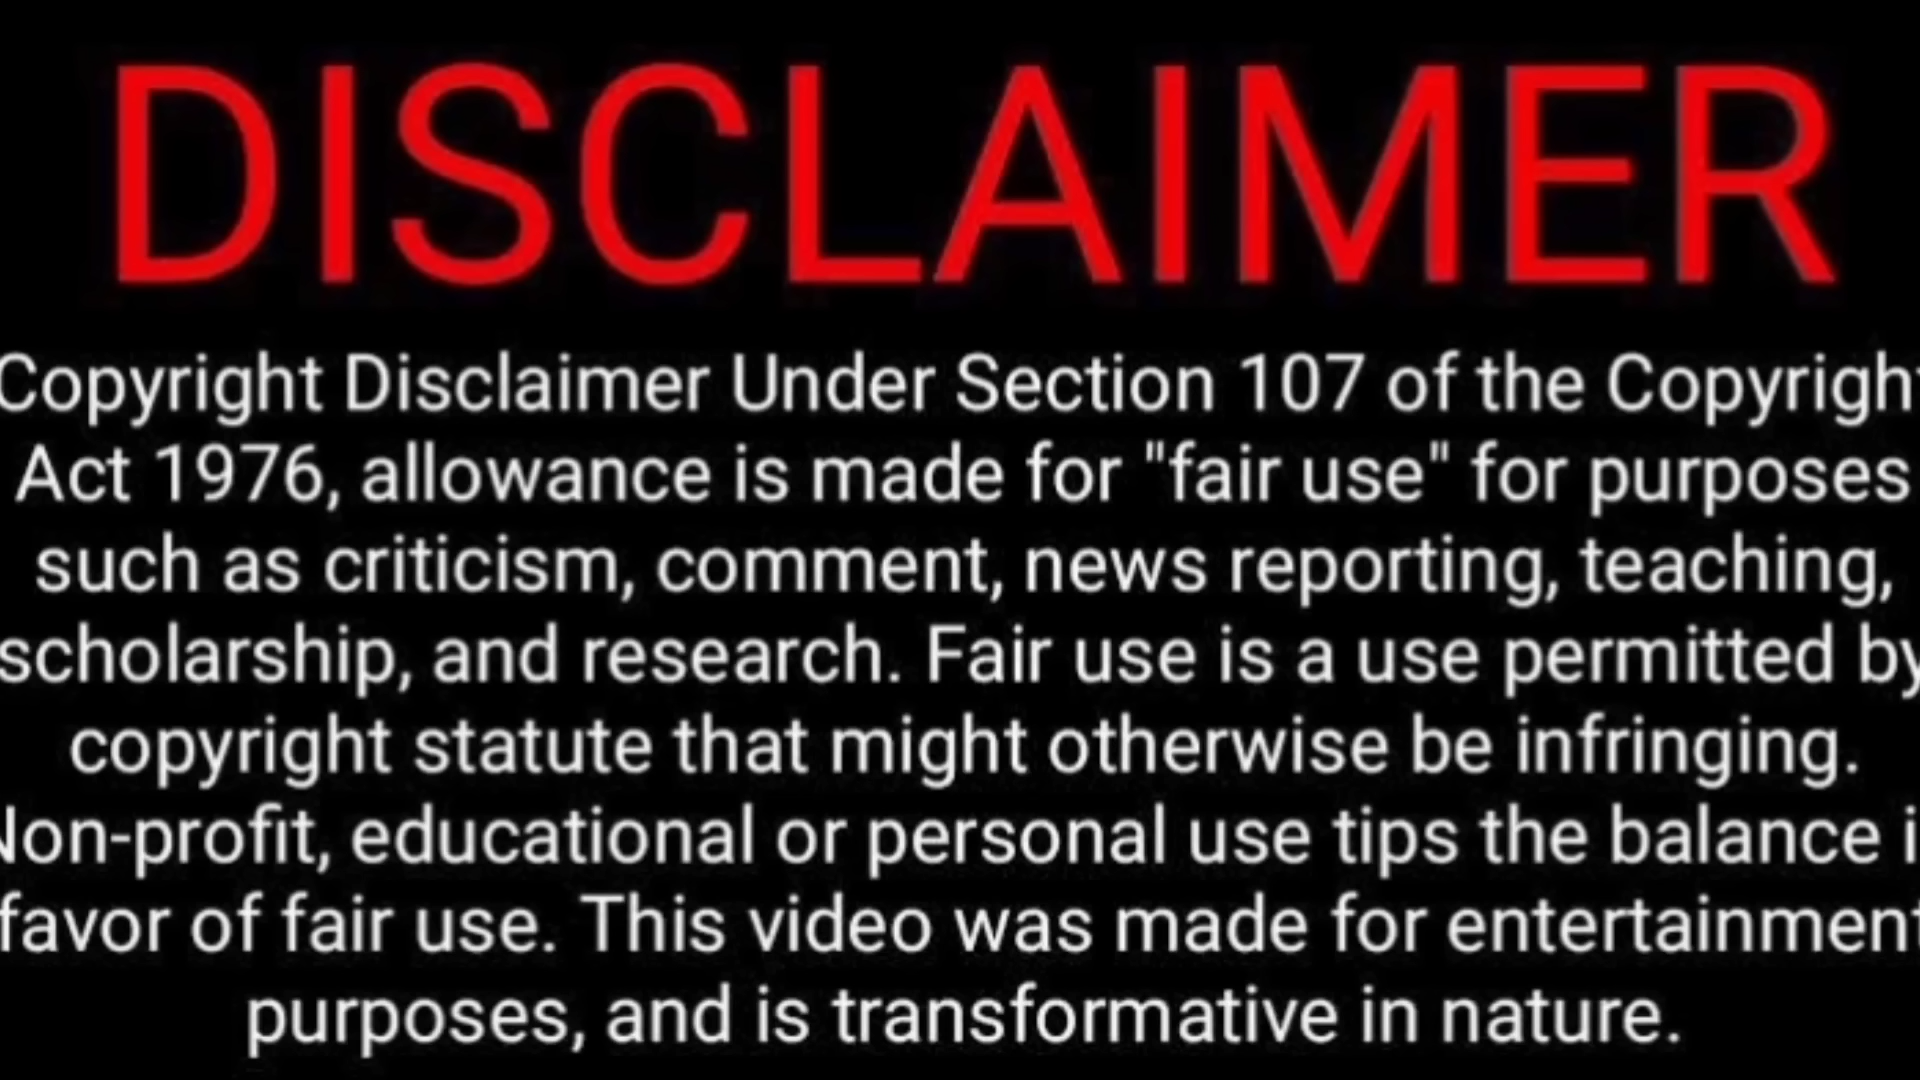 DISCLAIMER
Copyright Disclaimer Under Section 107 of the Copyright
Act 1976, allowance is made for "fair use" for purposes
such as criticism, comment, news reporting, teaching,
scholarship, and research. Fair use is a use permitted by
copyright statute that might otherwise be infringing.
Non-profit, educational or personal use tips the balance i
favor of fair use. This video was made for entertainment
purposes, and is transformative in nature.